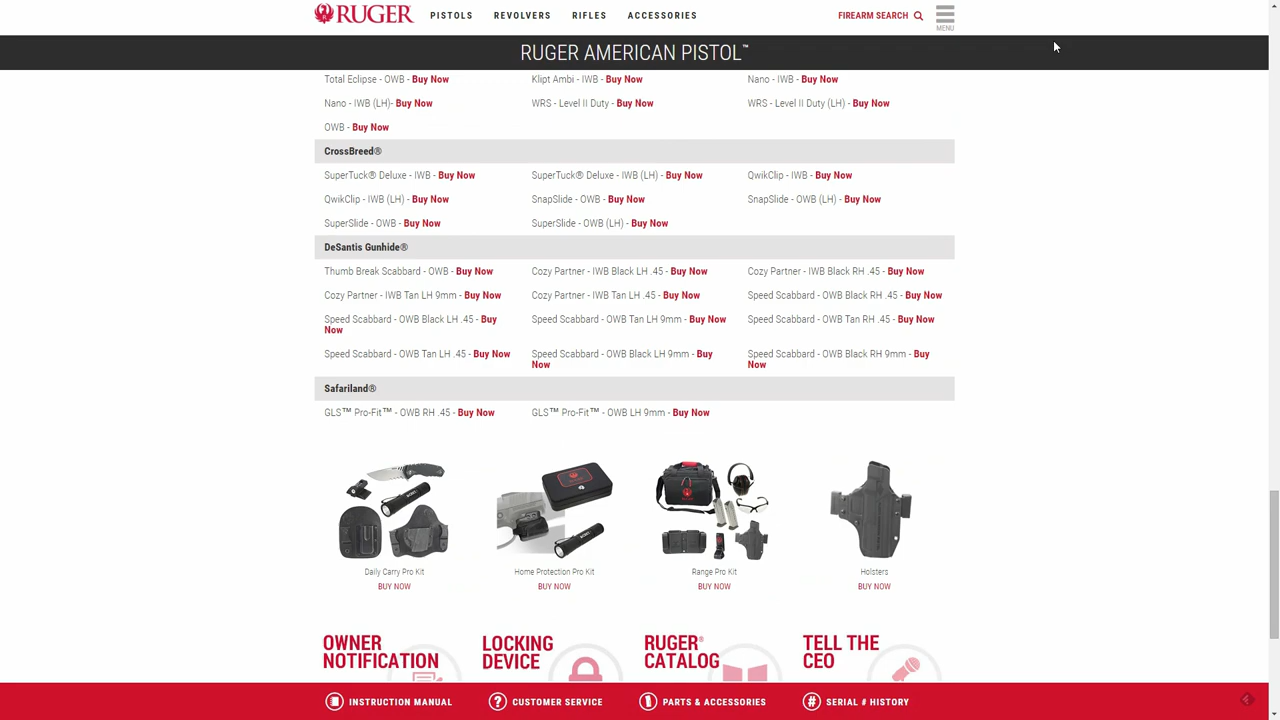 RUGER PISTOLS REVOLVERS RIFLES ACCESSORIES FIREARM SEARCH MENU
RUGER AMERICAN PISTOL™
Total Eclipse - OWB - Buy Now Klipt Ambi - IWB - Buy Now Nano - IWB - Buy Now
Nano - IWB (LH)- Buy Now WRS - Level II Duty - Buy Now WRS - Level II Duty (LH) - Buy Now
OWB - Buy Now
CrossBreed®
SuperTuck® Deluxe - IWB - Buy Now SuperTuck® Deluxe - IWB (LH) - Buy Now QwikClip - IWB - Buy Now
QwikClip - IWB (LH) - Buy Now SnapSlide - OWB - Buy Now SnapSlide - OWB (LH) - Buy Now
SuperSlide - OWB - Buy Now SuperSlide - OWB (LH) - Buy Now
DeSantis Gunhide®
Thumb Break Scabbard - OWB - Buy Now Cozy Partner - IWB Black LH .45 - Buy Now Cozy Partner - IWB Black RH .45 - Buy Now
Cozy Partner - IWB Tan LH 9mm - Buy Now Cozy Partner - IWB Tan LH .45 - Buy Now Speed Scabbard - OWB Black RH .45 - Buy Now
Speed Scabbard - OWB Black LH .45 - Buy Now Speed Scabbard - OWB Tan LH 9mm - Buy Now Speed Scabbard - OWB Tan RH .45 - Buy Now
Speed Scabbard - OWB Tan LH .45 - Buy Now Speed Scabbard - OWB Black LH 9mm - Buy Now Speed Scabbard - OWB Black RH 9mm - Buy Now
Safariland®
GLS™ Pro-Fit™ - OWB RH .45 - Buy Now GLS™ Pro-Fit™ - OWB LH 9mm - Buy Now
Daily Carry Pro Kit Home Protection Pro Kit Range Pro Kit Holsters
BUY NOW BUY NOW BUY NOW BUY NOW
OWNER NOTIFICATION
LOCKING DEVICE
RUGER® CATALOG
TELL THE CEO
INSTRUCTION MANUAL CUSTOMER SERVICE PARTS & ACCESSORIES SERIAL # HISTORY